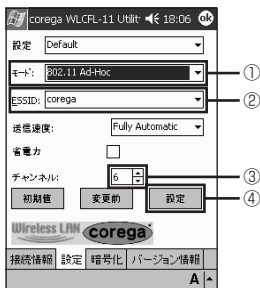 corega WLCFL-11 Utilit 18:06 ok
設定 Default
モード: 802.11 Ad-Hoc ①
ESSID: corega ②
送信速度: Fully Automatic
省電力
チャンネル: 6 ③
初期値 変更前 設定 ④
Wireless LAN corega
接続情報 設定 暗号化 バージョン情報
A